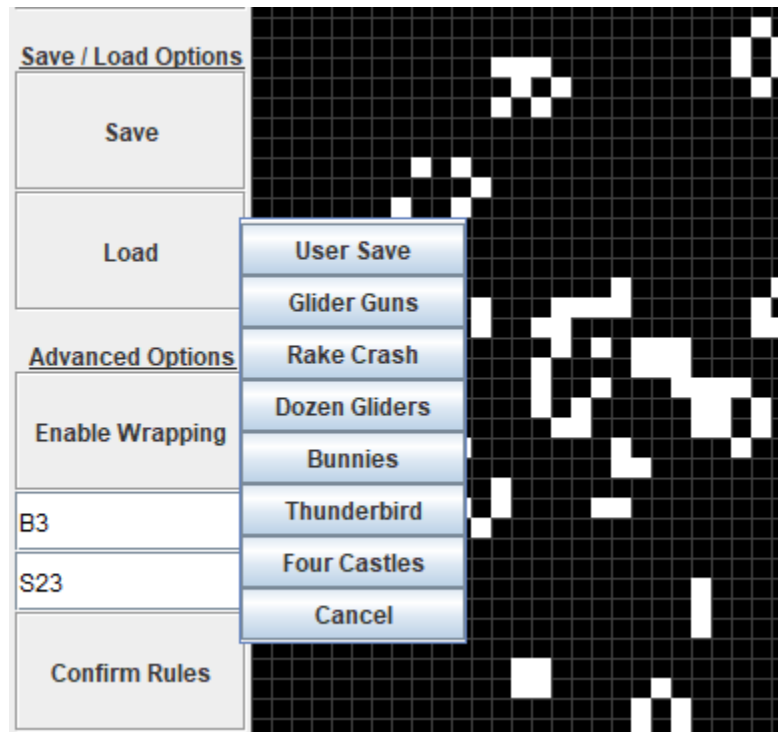 Save / Load Options
Save
Load
Advanced Options
Enable Wrapping
B3
S23
Confirm Rules
User Save
Glider Guns
Rake Crash
Dozen Gliders
Bunnies
Thunderbird
Four Castles
Cancel